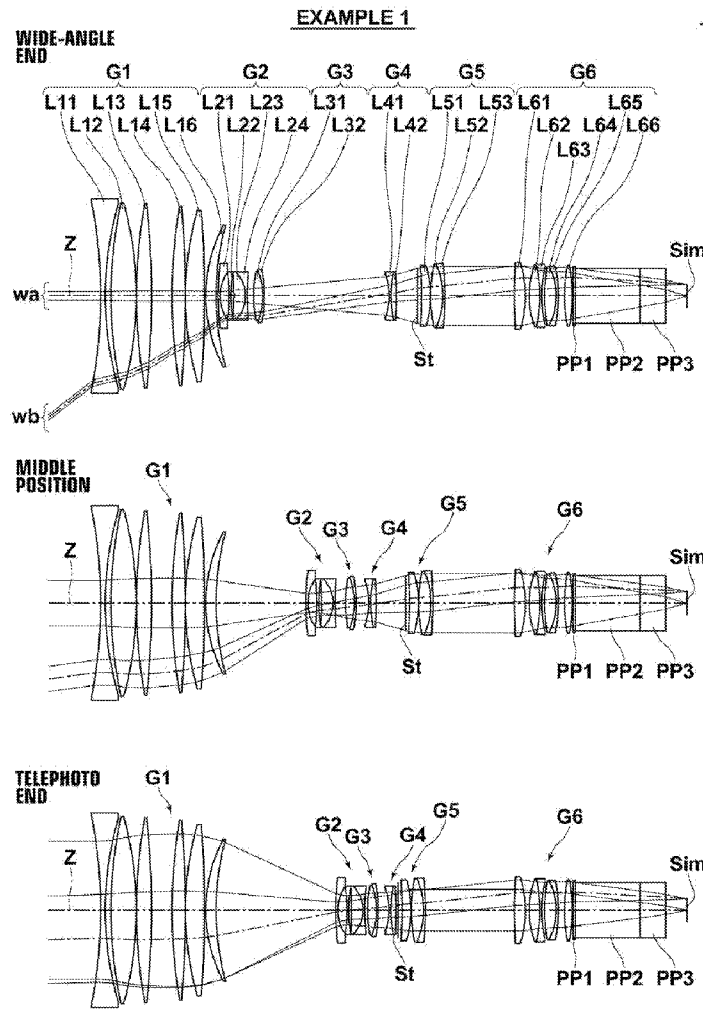 EXAMPLE 1
WIDE-ANGLE
END
G1 G2 G3 G4 G5 G6
L11 L13 L15 L21 L23 L31 L41 L51 L53 L61 L65
L12 L14 L16 L22 L24 L32 L42 L52 L62 L64 L66
L63
Z
Sim
wa
St
PP1 PP2 PP3
wb
MIDDLE
POSITION
G1
G2 G3 G4 G5 G6
Z
Sim
St
PP1 PP2 PP3
TELEPHOTO
END
G1
G2 G3 G4 G5 G6
Z
Sim
St
PP1 PP2 PP3